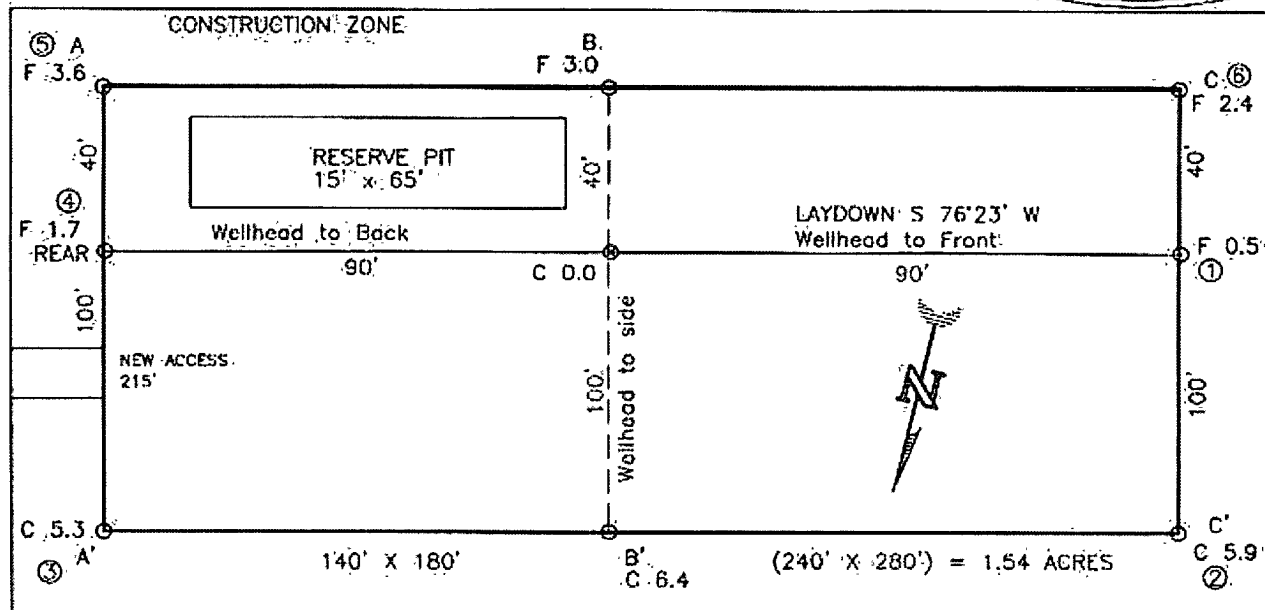 CONSTRUCTION ZONE
⑤ A
F 3.6
B.
F 3.0
C ⑥
F 2.4
40'
RESERVE PIT
15' x 65'
40'
40'
④
F 1.7
REAR
Wellhead to Back
90'
C 0.0
LAYDOWN S 76°23' W
Wellhead to Front
90'
F 0.5
①
100'
NEW ACCESS
215'
100'
Wellhead to side
N
100'
C 5.3
A'
③
140' X 180'
B'
C 6.4
(240' X 280') = 1.54 ACRES
C'
C 5.9
②